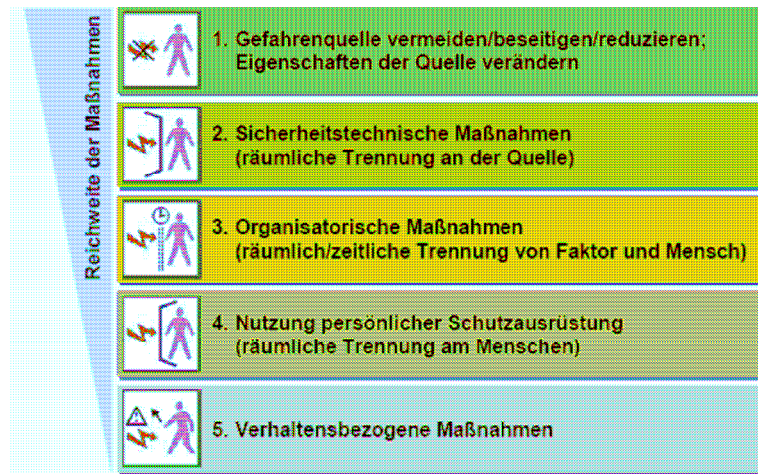 Reichweite der Maßnahmen
1. Gefahrenquelle vermeiden/beseitigen/reduzieren;
Eigenschaften der Quelle verändern
2. Sicherheitstechnische Maßnahmen
(räumliche Trennung an der Quelle)
3. Organisatorische Maßnahmen
(räumlich/zeitliche Trennung von Faktor und Mensch)
4. Nutzung persönlicher Schutzausrüstung
(räumliche Trennung am Menschen)
5. Verhaltensbezogene Maßnahmen